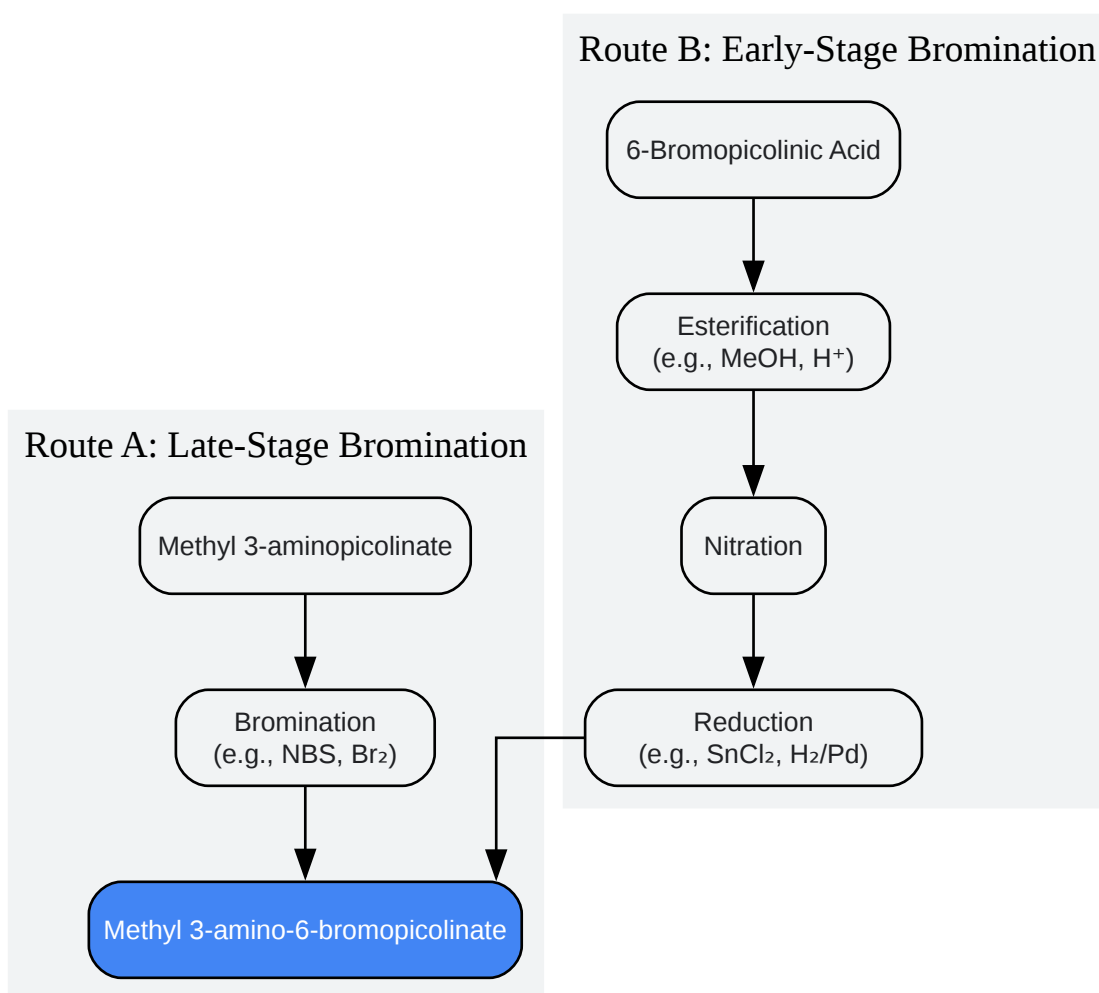 Route B: Early-Stage Bromination
6-Bromopicolinic Acid
Esterification
(e.g., MeOH, H⁺)
Nitration
Reduction
(e.g., SnCl₂, H₂/Pd)
Route A: Late-Stage Bromination
Methyl 3-aminopicolinate
Bromination
(e.g., NBS, Br₂)
Methyl 3-amino-6-bromopicolinate